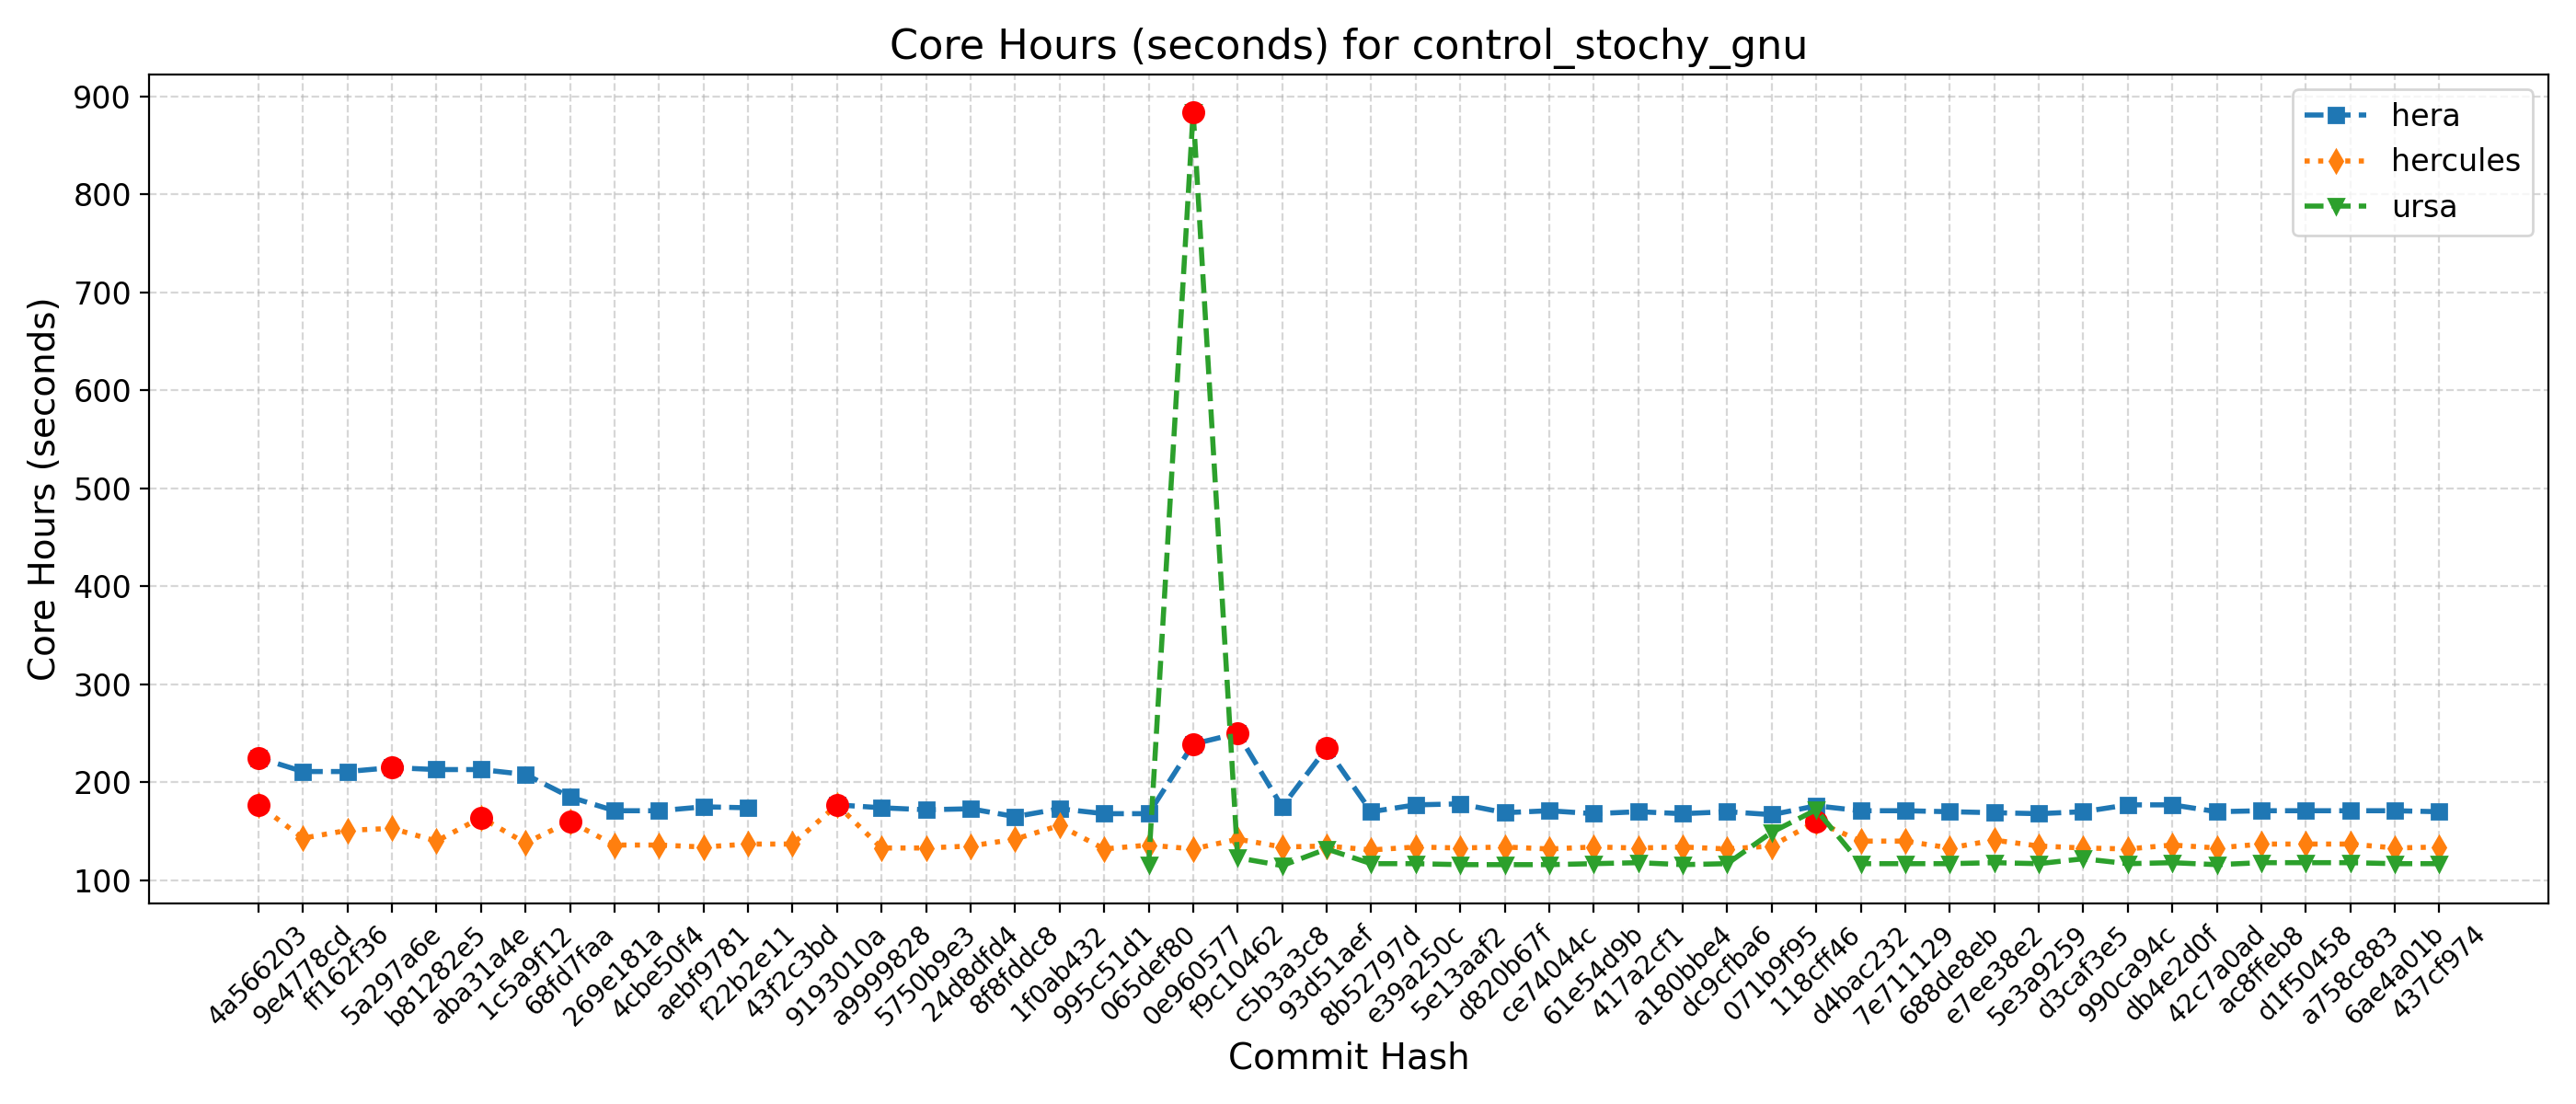 Core Hours (seconds) for control_stochy_gnu
Core Hours (seconds)
900
800
700
600
500
400
300
200
100
hera
hercules
ursa
4a566203
9e4778cd
ff162f36
5a297a6e
b81282e5
aba31a4e
1c5a9f12
68fd7faa
269e181a
4cbe50f4
aebf9781
f22b2e11
43f2c3bd
9193010a
a9999828
5750b9e3
24d8dfd4
8f8fddc8
1f0ab432
995c51d1
065def80
0e960577
f9c10462
c5b3a3c8
93d51aef
8b52797d
e39a250c
5e13aaf2
d820b67f
ce74044c
61e54d9b
417a2cf1
a180bbe4
dc9cfba6
071b9f95
118cff46
d4bac232
7e711129
688de8eb
e7ee38e2
5e3a9259
d3caf3e5
990ca94c
db4e2d0f
42c7a0ad
ac8ffeb8
d1f50458
a758c883
6ae4a01b
437cf974
Commit Hash